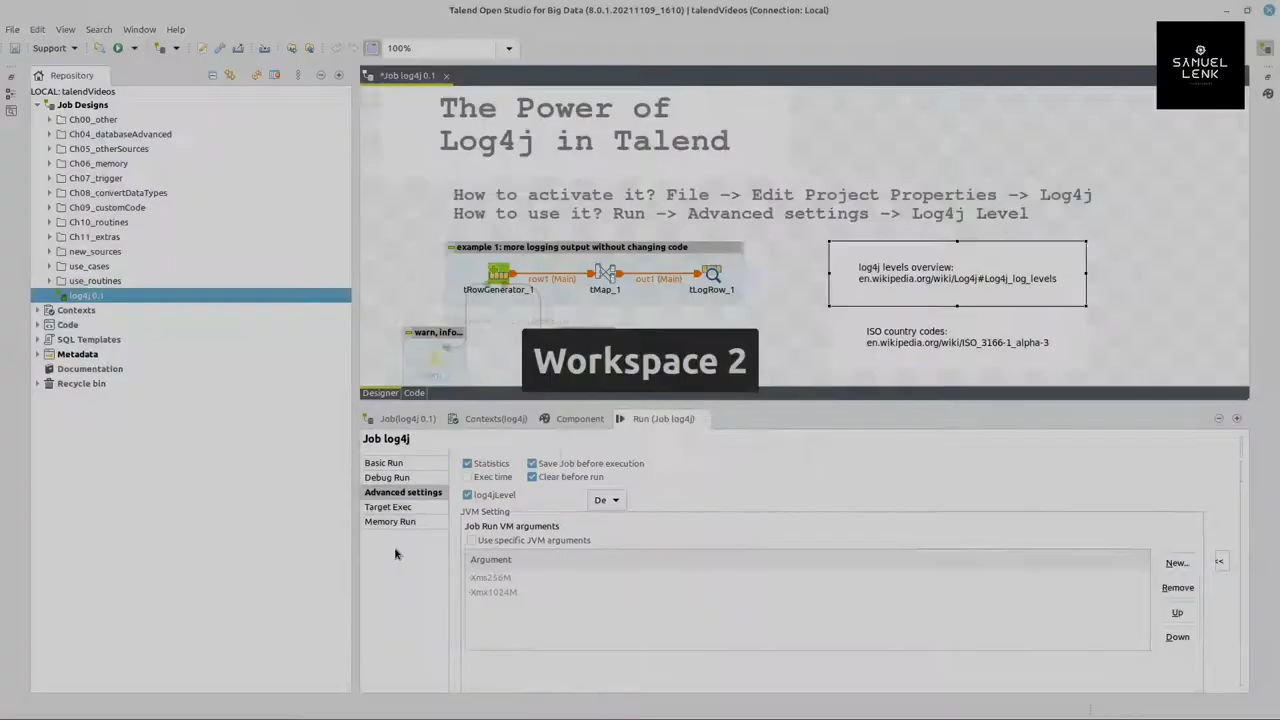 Talend Open Studio for Big Data (8.0.1.20211109_1610) | talendVideos (Connection: Local)
File Edit View Search Window Help
Support
100%
SAMUEL
LENK
Repository
*Job log4j 0.1
LOCAL: talendVideos
Job Designs
Ch00_other
Ch04_databaseAdvanced
Ch05_otherSources
Ch06_memory
Ch07_trigger
Ch08_convertDataTypes
Ch09_customCode
Ch10_routines
Ch11_extras
new_sources
use_cases
use_routines
log4j 0.1
Contexts
Code
SQL Templates
Metadata
Documentation
Recycle bin
The Power of
Log4j in Talend
How to activate it? File -> Edit Project Properties -> Log4j
How to use it? Run -> Advanced settings -> Log4j Level
example 1: more logging output without changing code
row1 (Main)
out1 (Main)
tRowGenerator_1
tMap_1
tLogRow_1
log4j levels overview:
en.wikipedia.org/wiki/Log4j#Log4j_log_levels
ISO country codes:
en.wikipedia.org/wiki/ISO_3166-1_alpha-3
warn, info...
Workspace 2
Designer Code
Job(log4j 0.1) Contexts(log4j) Component Run (Job log4j)
Job log4j
Basic Run
Debug Run
Advanced settings
Target Exec
Memory Run
Statistics Save Job before execution
Exec time Clear before run
log4jLevel De
JVM Setting
Job Run VM arguments
Use specific JVM arguments
Argument
-Xms256M
-Xmx1024M
New...
Remove
Up
Down
<<